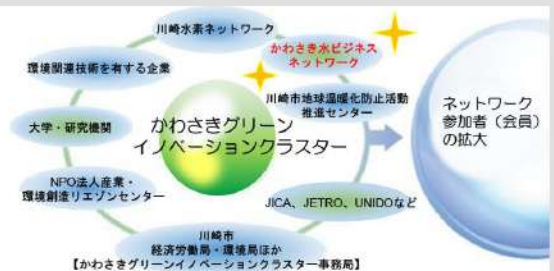 川崎水素ネットワーク
かわさき水ビジネス
ネットワーク
環境関連技術を有する企業
川崎市地球温暖化防止活動
推進センター
大学・研究機関
かわさきグリーン
イノベーションクラスター
ネットワーク
参加者（会員）
の拡大
NPO法人産業・
環境創造リエゾンセンター
JICA、JETRO、UNIDOなど
川崎市
経済労働局・環境局ほか
【かわさきグリーンイノベーションクラスター事務局】